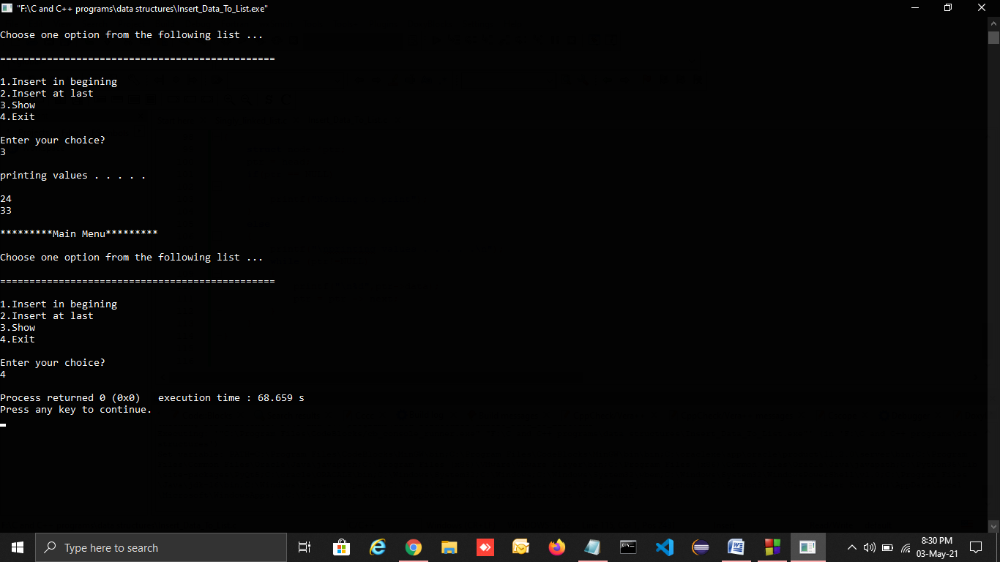 "F:\C and C++ programs\data structures\Insert_Data_To_List.exe"
Choose one option from the following list ...
===============================================
1.Insert in begining
2.Insert at last
3.Show
4.Exit
Enter your choice?
3
printing values . . . . .
24
33
*********Main Menu*********
Choose one option from the following list ...
===============================================
1.Insert in begining
2.Insert at last
3.Show
4.Exit
Enter your choice?
4
Process returned 0 (0x0)   execution time : 68.659 s
Press any key to continue.
Type here to search
8:30 PM
03-May-21